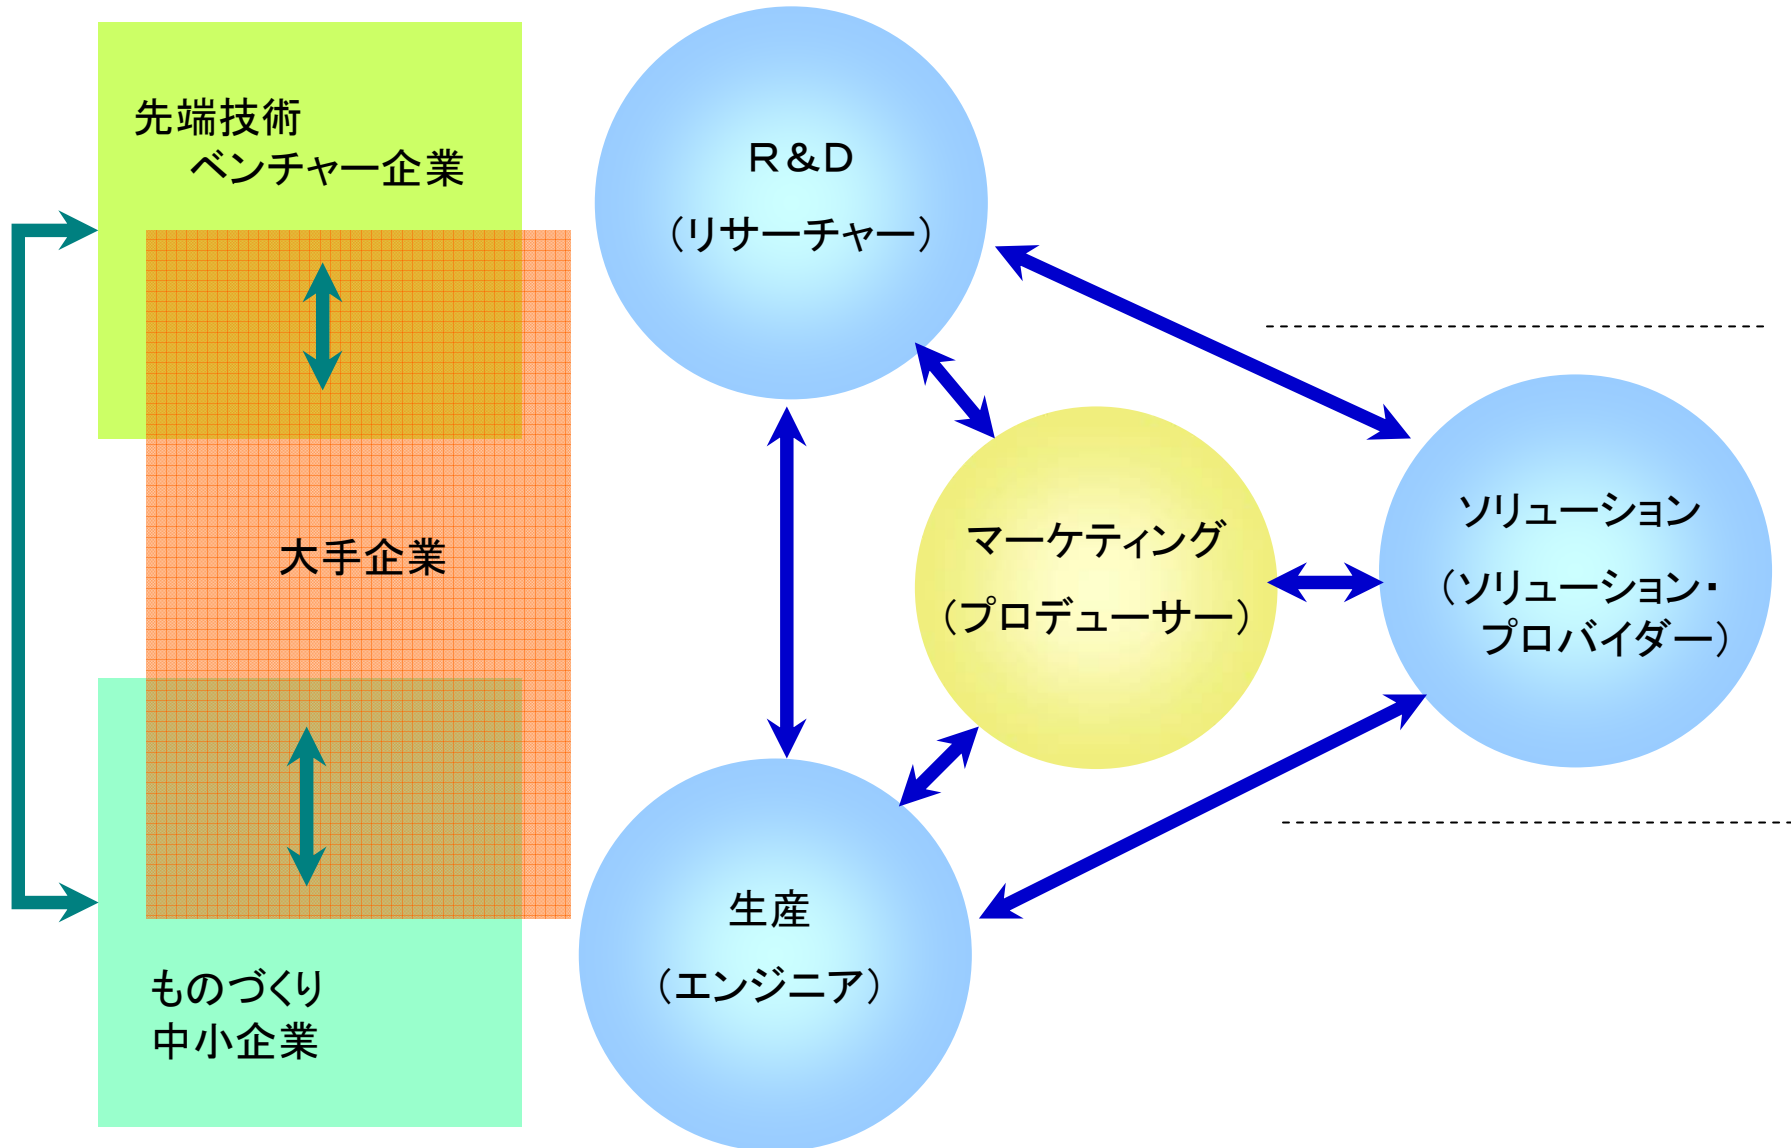 先端技術
ベンチャー企業
大手企業
ものづくり
中小企業
R&D
（リサーチャー）
マーケティング
（プロデューサー）
ソリューション
（ソリューション・
プロバイダー）
生産
（エンジニア）